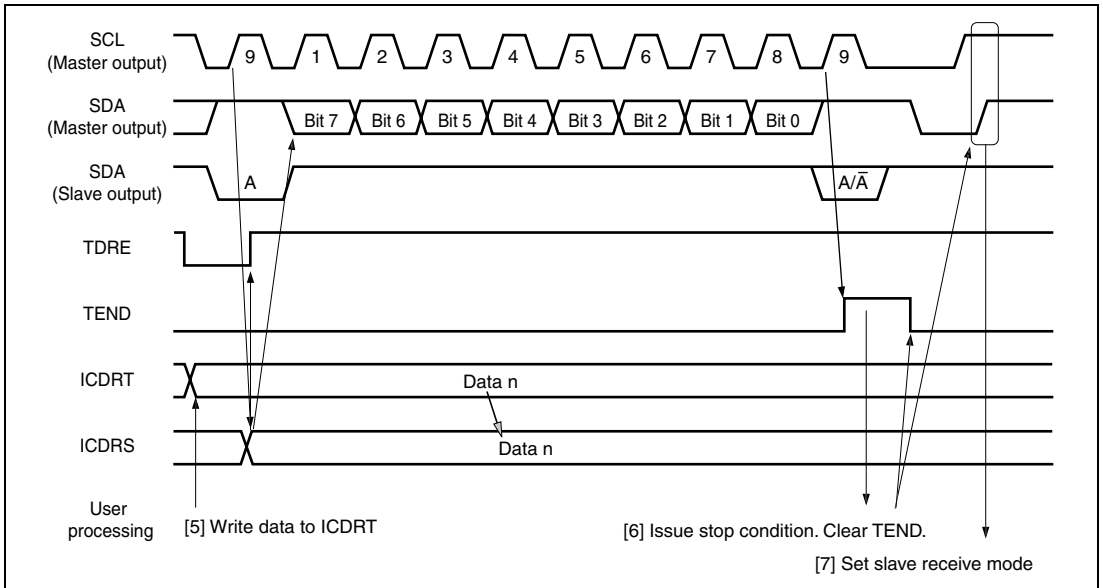 SCL
(Master output)
9 1 2 3 4 5 6 7 8 9
SDA
(Master output)
Bit 7 Bit 6 Bit 5 Bit 4 Bit 3 Bit 2 Bit 1 Bit 0
SDA
(Slave output)
A A/A̅
TDRE
TEND
ICDRT
Data n
ICDRS
Data n
User
processing
[5] Write data to ICDRT
[6] Issue stop condition. Clear TEND.
[7] Set slave receive mode